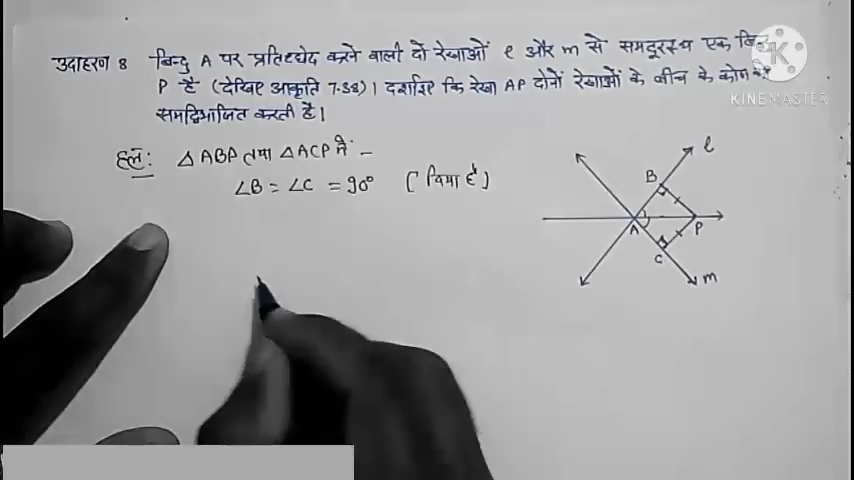 उदाहरण 8 बिन्दु A पर प्रतिच्छेद करने वाली दो रेखाओं l और m से समदूरस्थ एक
P है (देखिए आकृति 7.38)। दर्शाइए कि रेखा AP दोनों रेखाओं के बीच के कोण को
समद्विभाजित करती है।
हल: △ABP तथा △ACP में -
∠B = ∠C = 90° (दिया है)
l
B
A
P
C
m
K
KINEMASTER